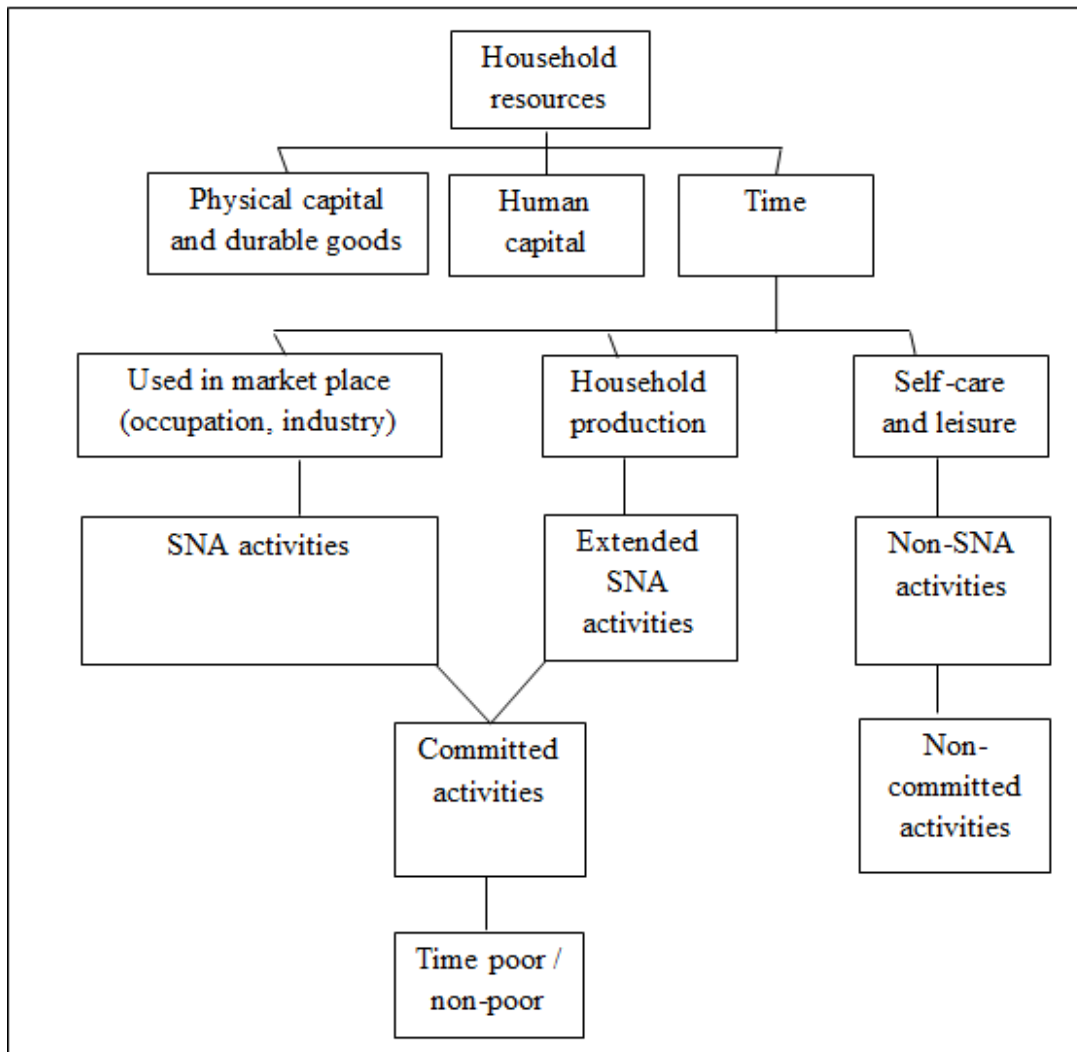 Household
resources
Physical capital
and durable goods
Human
capital
Time
Used in market place
(occupation, industry)
Household
production
Self-care
and leisure
SNA activities
Extended
SNA
activities
Non-SNA
activities
Committed
activities
Non-
committed
activities
Time poor /
non-poor